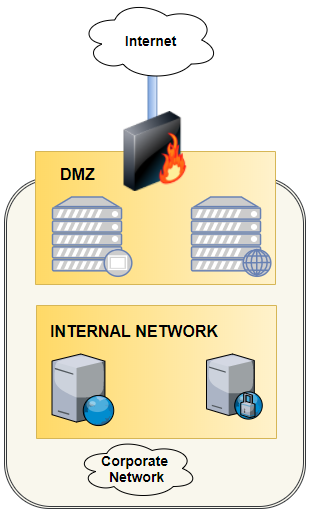 Internet
DMZ
INTERNAL NETWORK
Corporate
Network